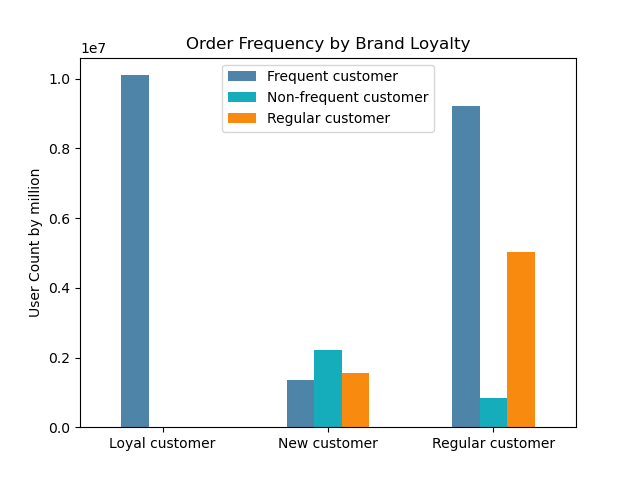 Order Frequency by Brand Loyalty
1e7
Frequent customer
Non-frequent customer
Regular customer
1.0
0.8
0.6
0.4
0.2
0.0
User Count by million
Loyal customer
New customer
Regular customer